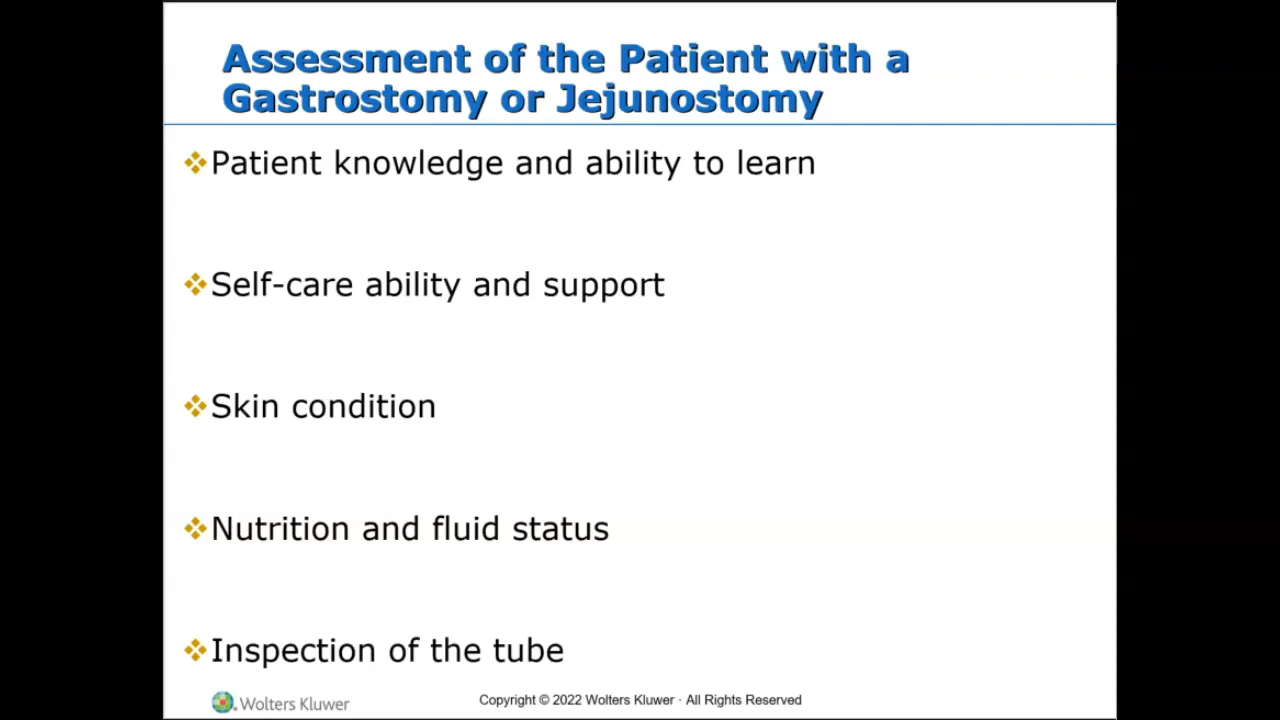 Assessment of the Patient with a
Gastrostomy or Jejunostomy
Patient knowledge and ability to learn
Self-care ability and support
Skin condition
Nutrition and fluid status
Inspection of the tube
Wolters Kluwer
Copyright © 2022 Wolters Kluwer · All Rights Reserved